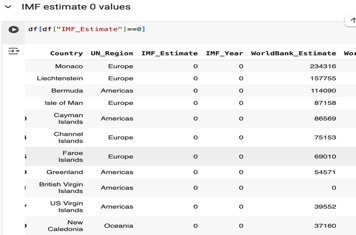 IMF estimate 0 values
df[df["IMF_Estimate"]==0]
Country UN_Region IMF_Estimate IMF_Year WorldBank_Estimate Wor
Monaco Europe 0 0 234316
Liechtenstein Europe 0 0 157755
Bermuda Americas 0 0 114090
Isle of Man Europe 0 0 87158
Cayman
Islands Americas 0 0 86569
Channel
Islands Europe 0 0 75153
Faroe
Islands Europe 0 0 69010
Greenland Americas 0 0 54571
British Virgin
Islands Americas 0 0 0
US Virgin
Islands Americas 0 0 39552
New
Caledonia Oceania 0 0 37160